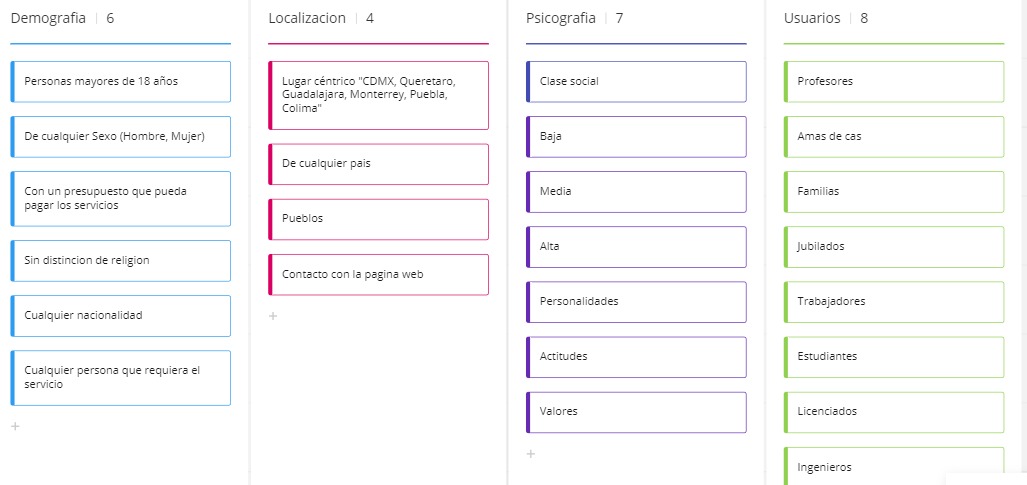 Demografia | 6
Personas mayores de 18 años
De cualquier Sexo (Hombre, Mujer)
Con un presupuesto que pueda
pagar los servicios
Sin distincion de religion
Cualquier nacionalidad
Cualquier persona que requiera el
servicio
+
Localizacion | 4
Lugar céntrico "CDMX, Queretaro,
Guadalajara, Monterrey, Puebla,
Colima"
De cualquier pais
Pueblos
Contacto con la pagina web
+
Psicografia | 7
Clase social
Baja
Media
Alta
Personalidades
Actitudes
Valores
+
Usuarios | 8
Profesores
Amas de cas
Familias
Jubilados
Trabajadores
Estudiantes
Licenciados
Ingenieros